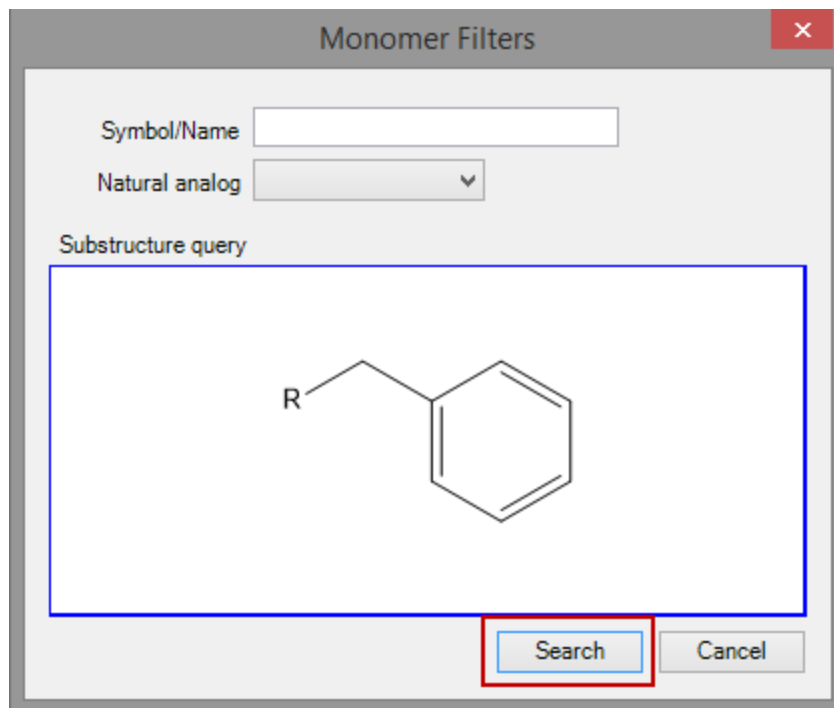 Monomer Filters
Symbol/Name
Natural analog
Substructure query
R
Search Cancel